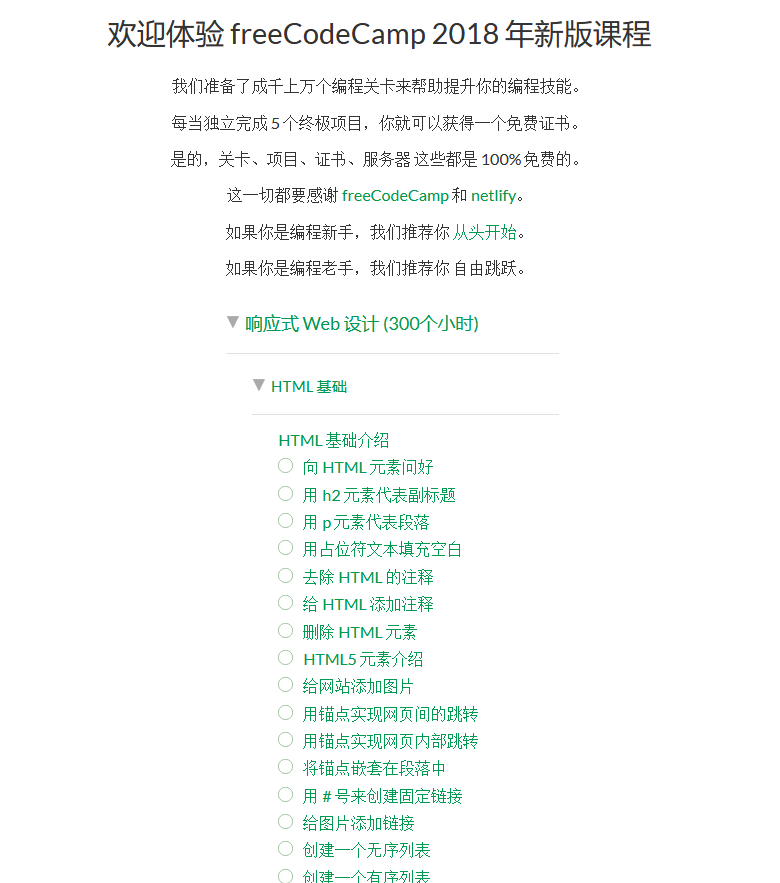 欢迎体验 freeCodeCamp 2018 年新版课程
我们准备了成千上万个编程关卡来帮助提升你的编程技能。
每当独立完成 5 个终极项目，你就可以获得一个免费证书。
是的，关卡、项目、证书、服务器 这些都是 100% 免费的。
这一切都要感谢 freeCodeCamp 和 netlify。
如果你是编程新手，我们推荐你 从头开始。
如果你是编程老手，我们推荐你 自由跳跃。
响应式 Web 设计 (300个小时)
HTML 基础
HTML 基础介绍
向 HTML 元素问好
用 h2 元素代表副标题
用 p 元素代表段落
用占位符文本填充空白
去除 HTML 的注释
给 HTML 添加注释
删除 HTML 元素
HTML5 元素介绍
给网站添加图片
用锚点实现网页间的跳转
用锚点实现网页内部跳转
将锚点嵌套在段落中
用 # 号来创建固定链接
给图片添加链接
创建一个无序列表
创建一个有序列表